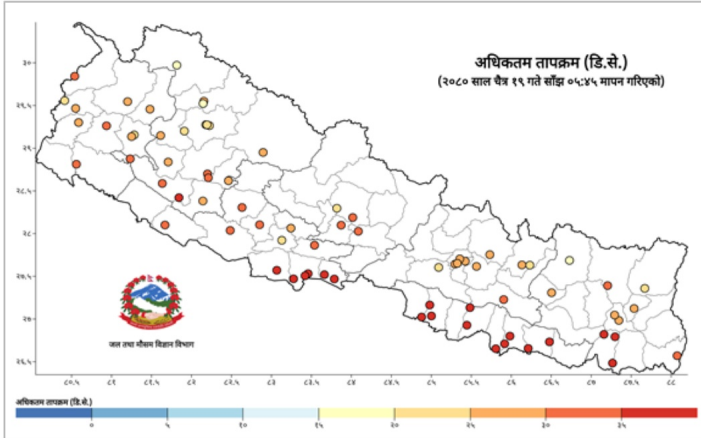 अधिकतम तापक्रम (डि.से.)
(२०८० साल चैत्र १९ गते साँझ ०५:४५ मापन गरिएको)
३०
२९.५
२९
२८.५
२८
२७.५
२७
२६.५
जल तथा मौसम विज्ञान विभाग
८०.५ ८१ ८१.५ ८२ ८२.५ ८३ ८३.५ ८४ ८४.५ ८५ ८५.५ ८६ ८६.५ ८७ ८७.५ ८८
अधिकतम तापक्रम (डि.से.)
० ५ १० १५ २० २५ ३० ३५